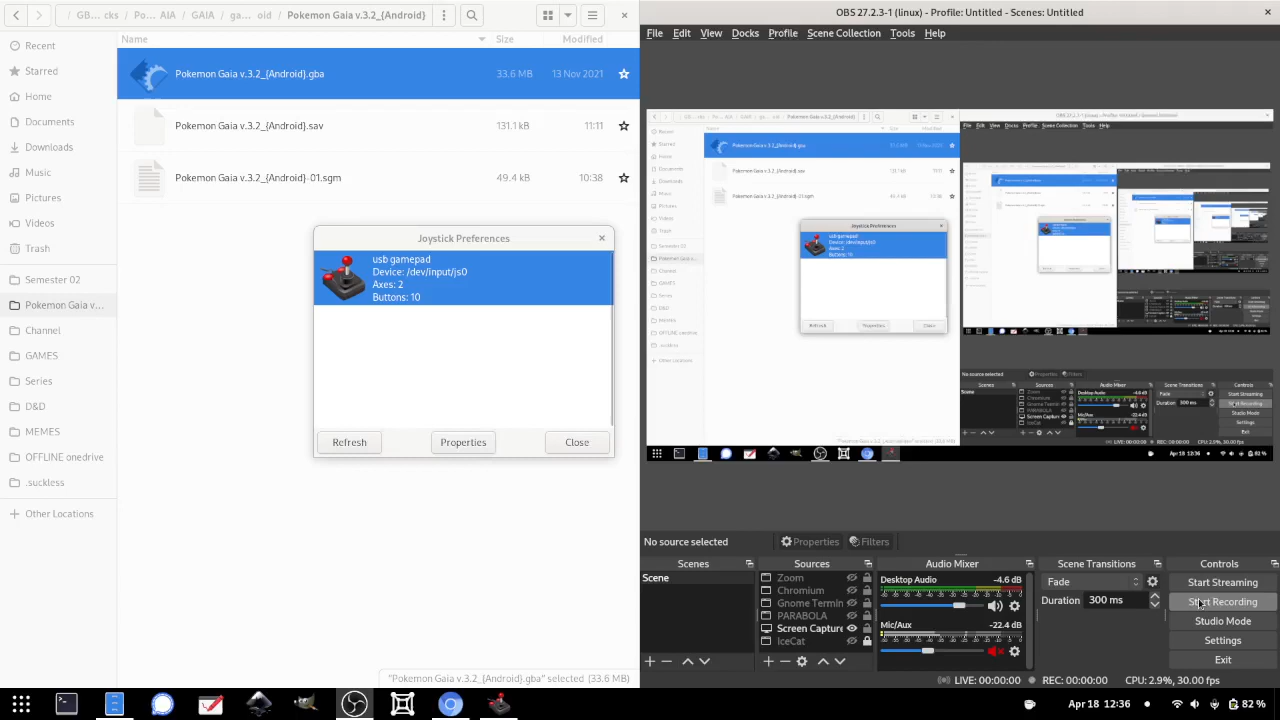 GB... cks / Po... AIA / GAIA / ga... oid / Pokemon Gaia v.3.2_{Android}
Name Size Modified
Pokemon Gaia v.3.2_{Android}.gba 33.6 MB 13 Nov 2021
Pokemon Gaia v.3.2_{Android}.sav 131.1 kB 11:11
Pokemon Gaia v.3.2_{Android}-01.sgm 49.4 kB 10:38
Recent
Starred
Home
Documents
Downloads
Music
Pictures
Videos
Trash
Semester 02
Pokemon Gaia v...
Channel
GAMES
Series
D&D
MEMES
OFFLINE onedrive
.suckless
Other Locations
Joystick Preferences
usb gamepad
Device: /dev/input/js0
Axes: 2
Buttons: 10
Refresh Properties Close
"Pokemon Gaia v.3.2_{Android}.gba" selected (33.6 MB)
OBS 27.2.3-1 (linux) - Profile: Untitled - Scenes: Untitled
File Edit View Docks Profile Scene Collection Tools Help
No source selected Properties Filters
Scenes
Scene
Sources
Zoom
Chromium
Gnome Termin
PARABOLA
Screen Capture
IceCat
Audio Mixer
Desktop Audio -4.6 dB
Mic/Aux -22.4 dB
Scene Transitions
Fade
Duration 300 ms
Controls
Start Streaming
Start Recording
Studio Mode
Settings
Exit
LIVE: 00:00:00 REC: 00:00:00 CPU: 2.9%, 30.00 fps
Apr 18 12:36 82 %